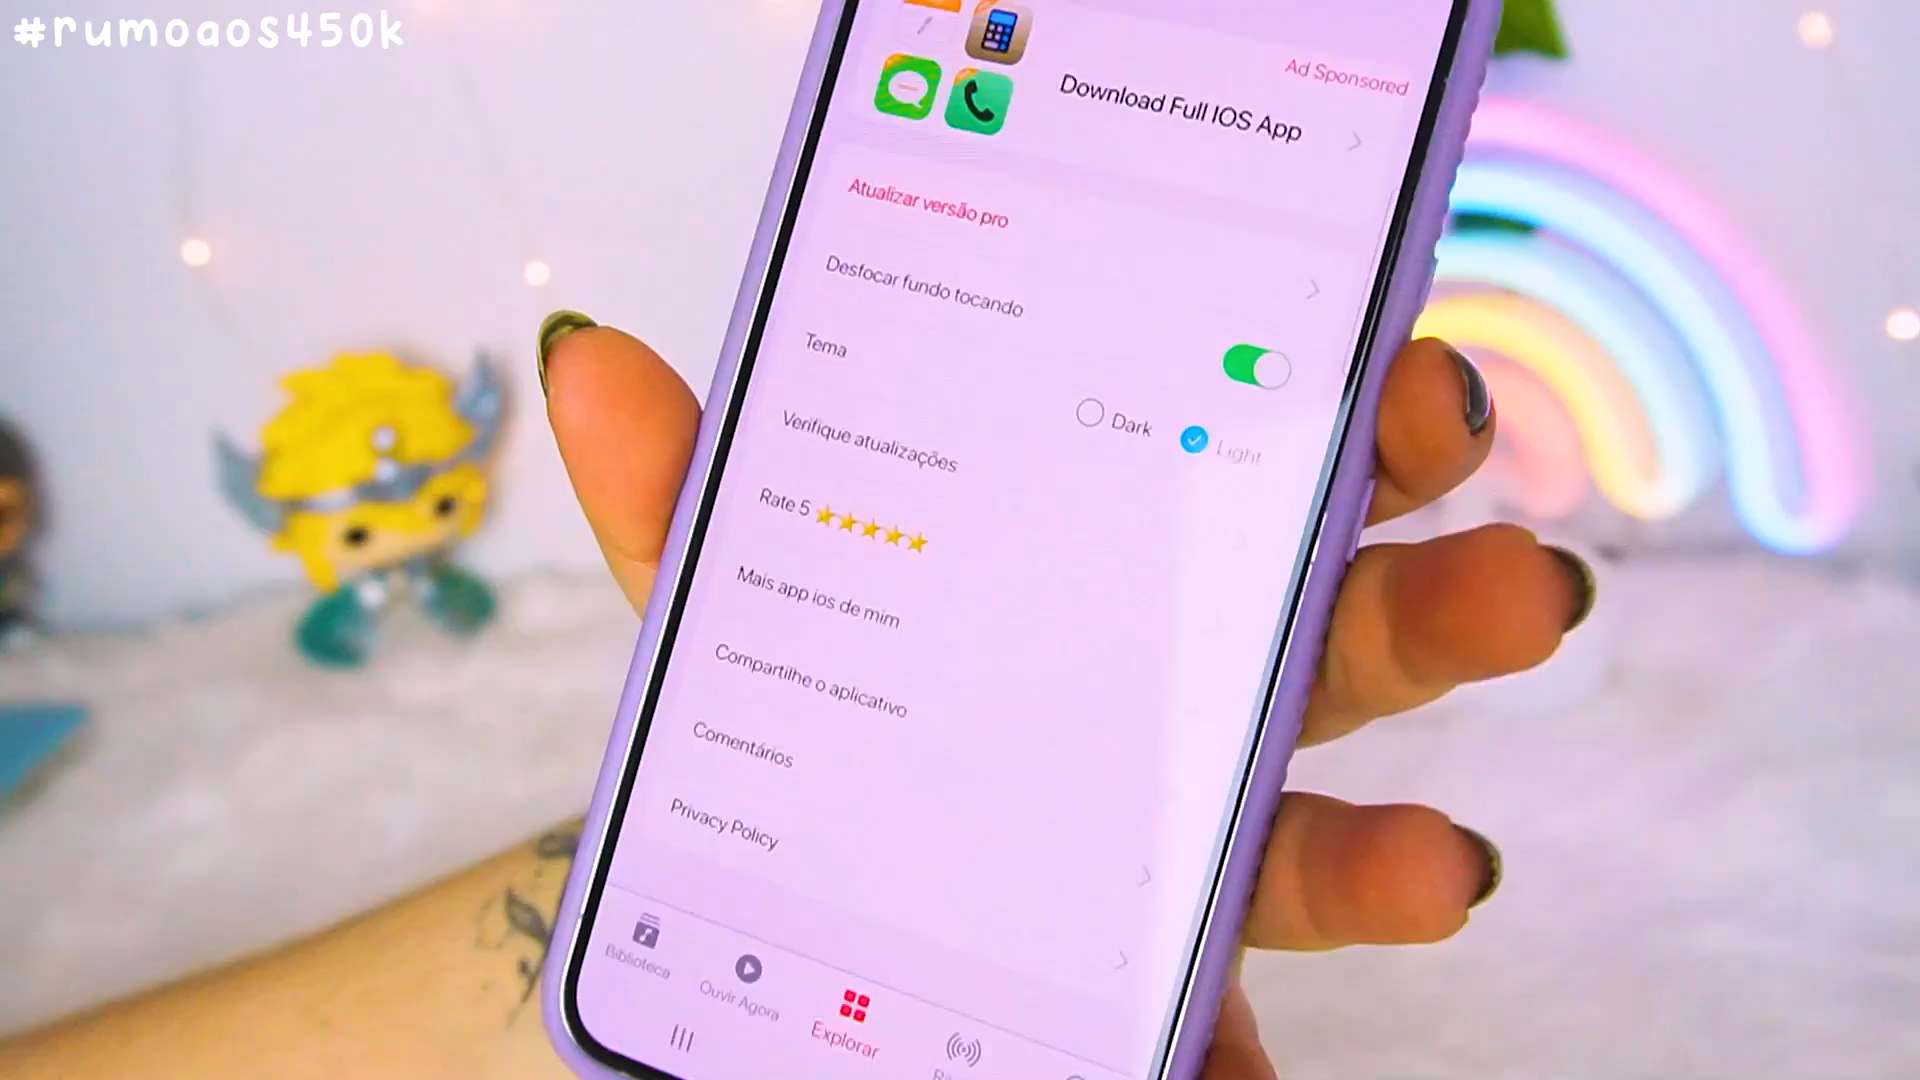 #rumoaos450k
Ad Sponsored
Download Full IOS App
Atualizar versão pro
Desfocar fundo tocando
Tema
Dark
Light
Verifique atualizações
Rate 5 ⭐⭐⭐⭐⭐
Mais app ios de mim
Compartilhe o aplicativo
Comentários
Privacy Policy
Biblioteca
Ouvir Agora
Explorar